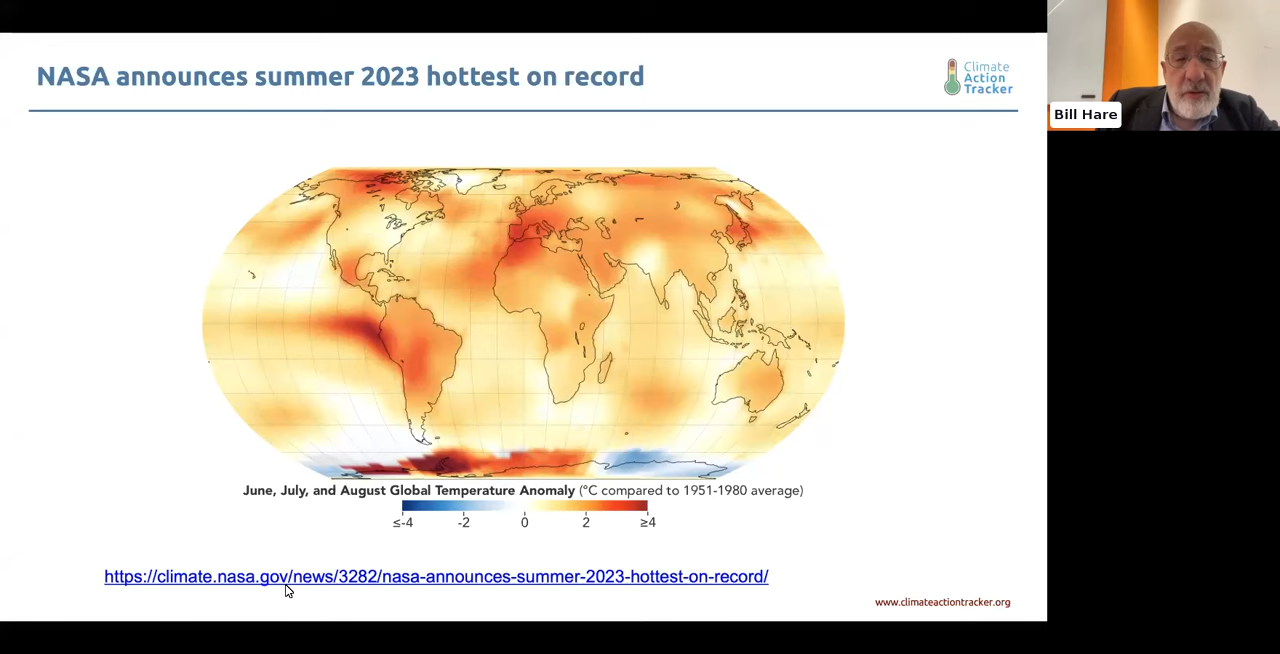 NASA announces summer 2023 hottest on record
Climate
Action
Tracker
Bill Hare
June, July, and August Global Temperature Anomaly (°C compared to 1951-1980 average)
≤-4 -2 0 2 ≥4
https://climate.nasa.gov/news/3282/nasa-announces-summer-2023-hottest-on-record/
www.climateactiontracker.org